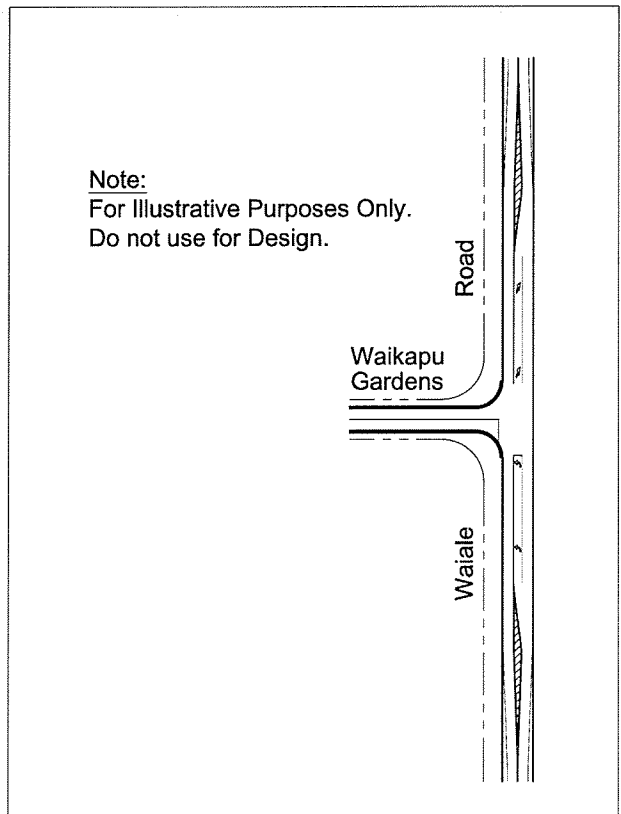 Note:
For Illustrative Purposes Only.
Do not use for Design.
Road
Waikapu
Gardens
Waiale